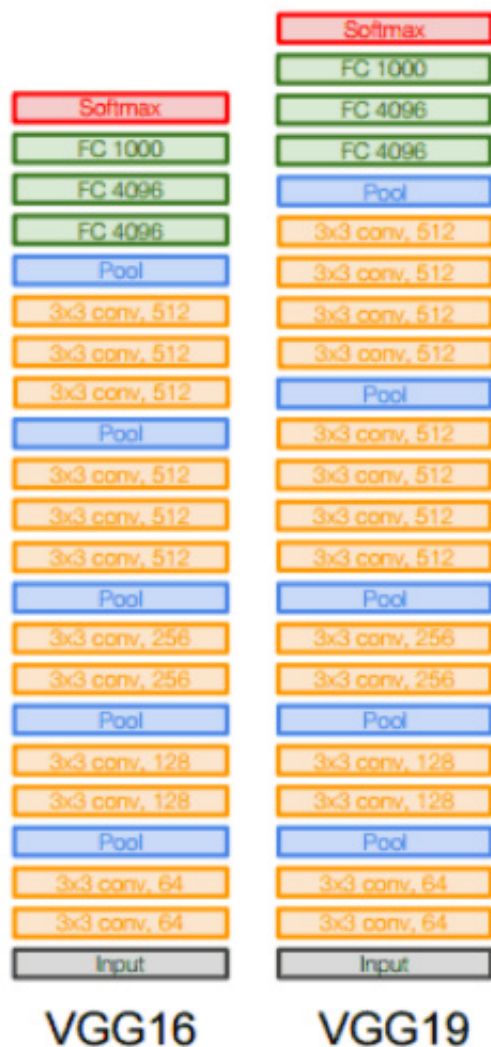 Softmax
FC 1000
FC 4096
FC 4096
Pool
3x3 conv, 512
3x3 conv, 512
3x3 conv, 512
Pool
3x3 conv, 512
3x3 conv, 512
3x3 conv, 512
Pool
3x3 conv, 256
3x3 conv, 256
Pool
3x3 conv, 128
3x3 conv, 128
Pool
3x3 conv, 64
3x3 conv, 64
Input
VGG16
Softmax
FC 1000
FC 4096
FC 4096
Pool
3x3 conv, 512
3x3 conv, 512
3x3 conv, 512
3x3 conv, 512
Pool
3x3 conv, 512
3x3 conv, 512
3x3 conv, 512
3x3 conv, 512
Pool
3x3 conv, 256
3x3 conv, 256
Pool
3x3 conv, 128
3x3 conv, 128
Pool
3x3 conv, 64
3x3 conv, 64
Input
VGG19